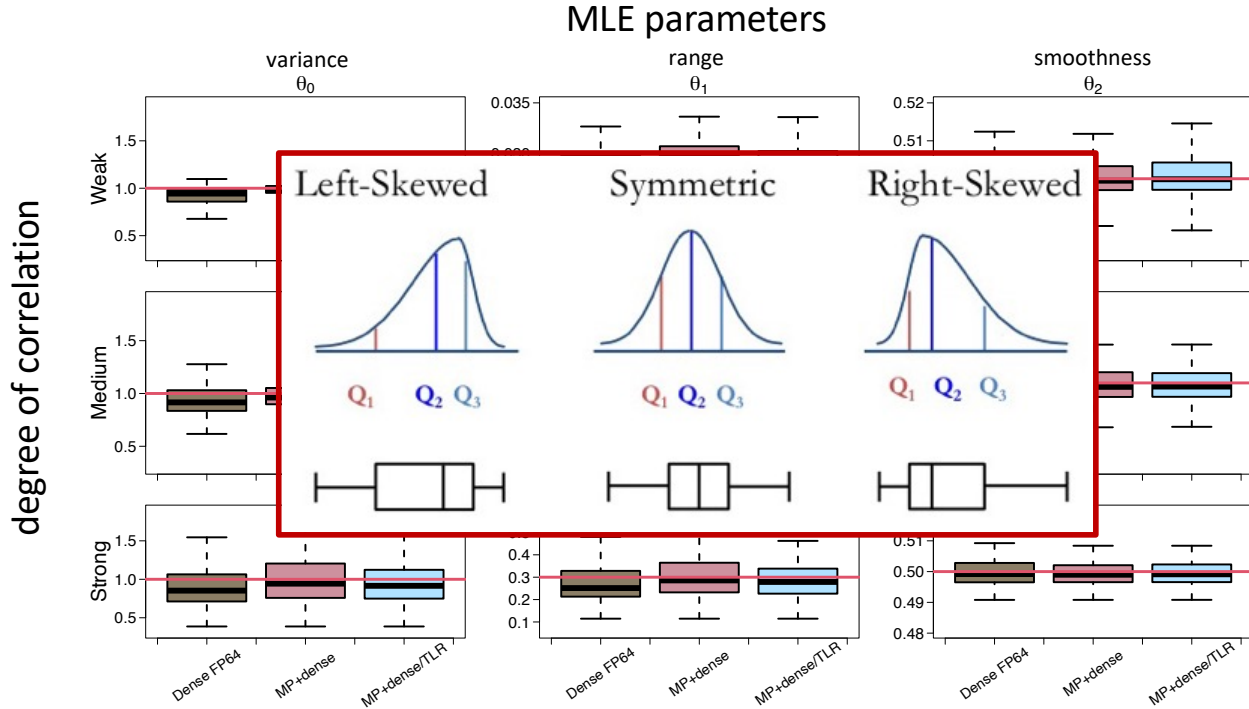 MLE parameters
variance
θ0
range
θ1
smoothness
θ2
degree of correlation
Weak
1.5
1.0
0.5
0.035
0.52
0.51
Left-Skewed
Symmetric
Right-Skewed
Q1 Q2 Q3
Q1 Q2 Q3
Q1 Q2 Q3
Medium
1.5
1.0
0.5
Strong
1.5
1.0
0.5
0.4
0.3
0.2
0.1
0.51
0.50
0.49
0.48
Dense FP64
MP+dense
MP+dense/TLR
Dense FP64
MP+dense
MP+dense/TLR
Dense FP64
MP+dense
MP+dense/TLR